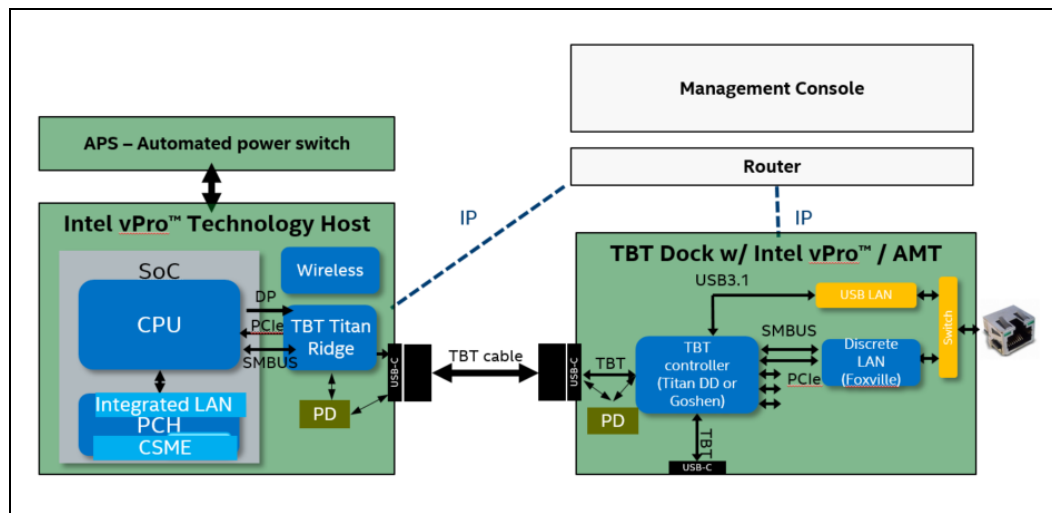 Management Console
APS – Automated power switch
Router
IP
IP
Intel vPro™ Technology Host
TBT Dock w/ Intel vPro™ / AMT
SoC
Wireless
USB3.1
USB LAN
DP
CPU
PCIe
TBT Titan
Ridge
SMBUS
SMBUS
Switch
TBT cable
USB-C
USB-C
TBT
TBT
controller
(Titan DD or
Goshen)
Discrete
LAN
(Foxville)
PCIe
Integrated LAN
PCH
CSME
PD
PD
TBT
USB-C